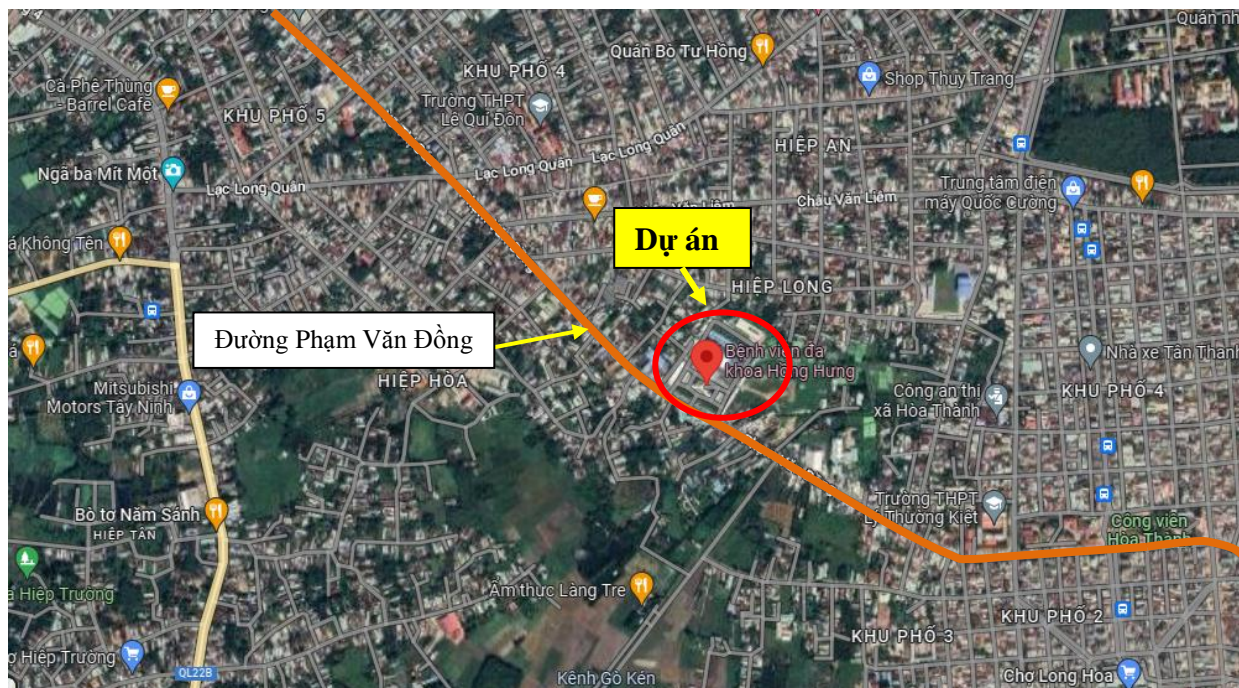 Quán nh
Quán Bò Tư Hồng
KHU PHỐ 4
Shop Thuy Trang
Cà Phê Thùng
- Barrel Cafe
Trường THPT
Lê Quí Đôn
KHU PHỐ 5
Lạc Long Quân
HIỆP AN
Ngã ba Mít Một
Lạc Long Quân
Lạc Long Quân
Trung tâm điện
máy Quốc Cường
Châu Văn Liêm
Văn Liêm
á Không Tên
Dự án
HIỆP LONG
Đường Phạm Văn Đồng
Bệnh viện đa
khoa Hồng Hưng
Nhà xe Tân Thanh
HIỆP HÒA
Mitsubishi
Motors Tây Ninh
Công an thị
xã Hòa Thành
KHU PHỐ 4
Trường THPT
Lý Thường Kiệt
Bò tơ Năm Sánh
HIỆP TÂN
Công viên
Hòa Thành
a Hiệp Trường
Ẩm thực Làng Tre
KHU PHỐ 2
KHU PHỐ 3
ợ Hiệp Trường
QL22B
Kênh Gò Kén
Chợ Long Hoa